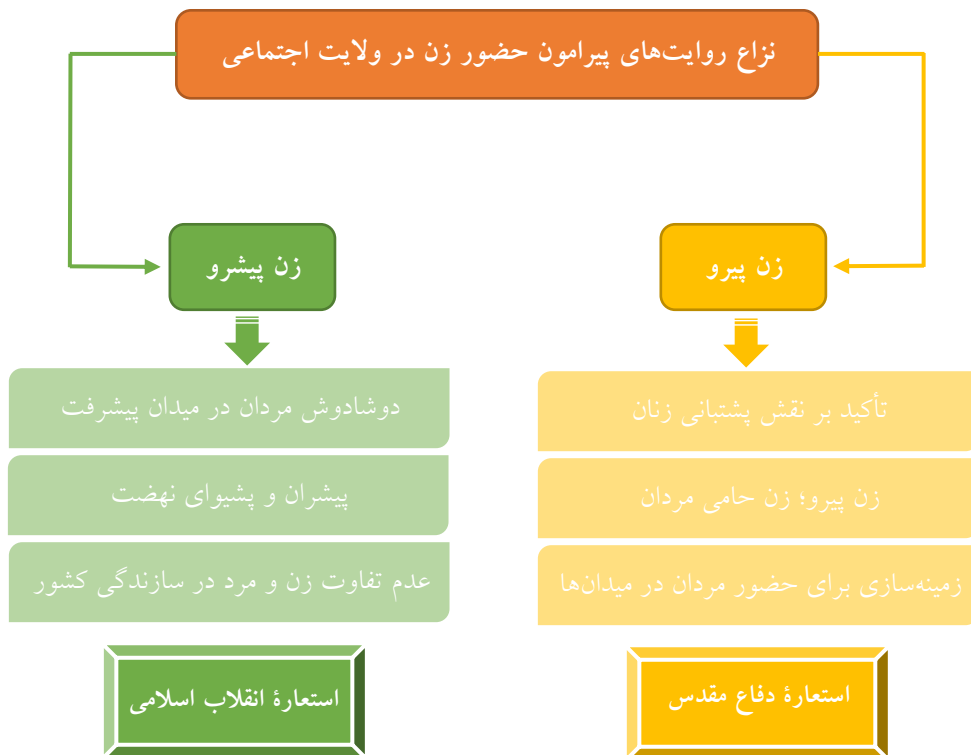 نزاع روایت‌های پیرامون حضور زن در ولایت اجتماعی
زن پیرو
تأکید بر نقش پشتبانی زنان
زن پیرو؛ زن حامی مردان
زمینه‌سازی برای حضور مردان در میدان‌ها
استعارهٔ دفاع مقدس
زن پیشرو
دوشادوش مردان در میدان پیشرفت
پیشران و پشیوای نهضت
عدم تفاوت زن و مرد در سازندگی کشور
استعارهٔ انقلاب اسلامی